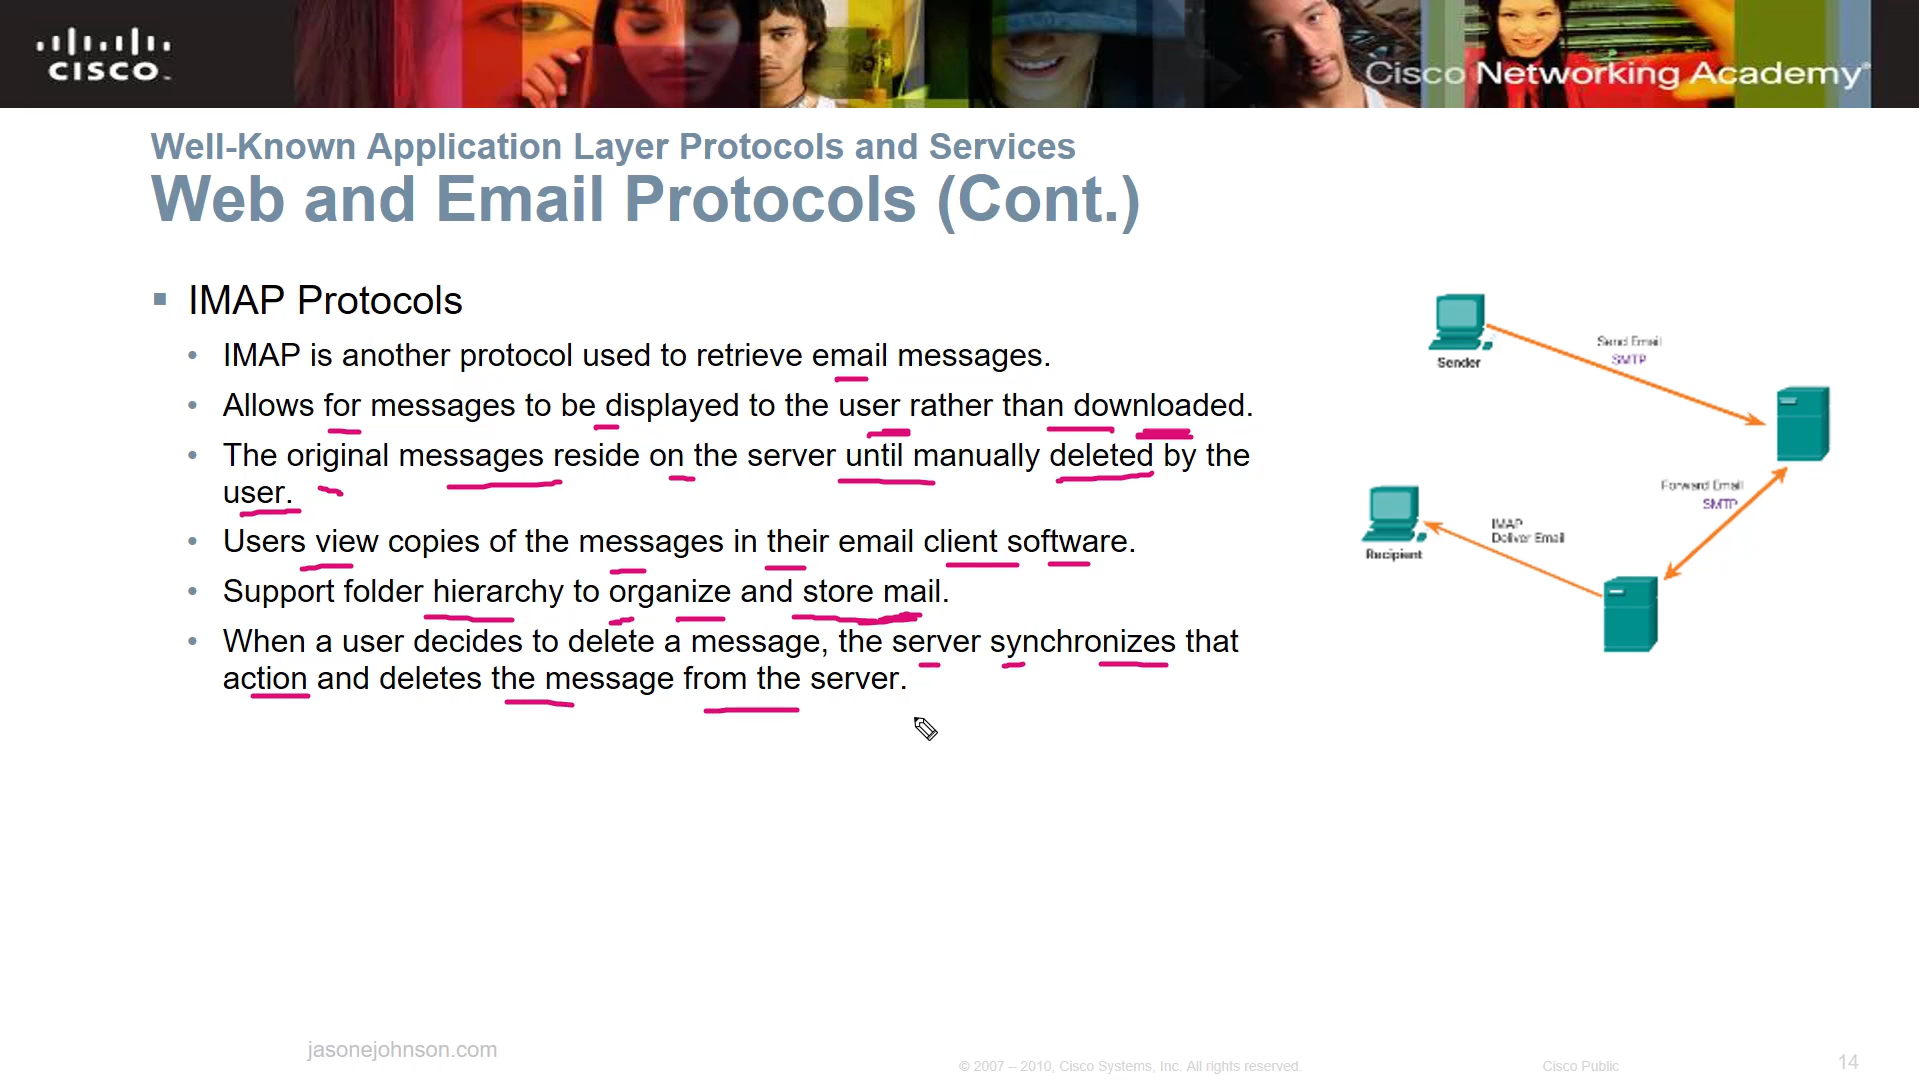 CISCO
Cisco Networking Academy®
Well-Known Application Layer Protocols and Services
Web and Email Protocols (Cont.)
▪ IMAP Protocols
• IMAP is another protocol used to retrieve email messages.
• Allows for messages to be displayed to the user rather than downloaded.
• The original messages reside on the server until manually deleted by the
user.
• Users view copies of the messages in their email client software.
• Support folder hierarchy to organize and store mail.
• When a user decides to delete a message, the server synchronizes that
action and deletes the message from the server.
Sender
Send Email
SMTP
Forward Email
SMTP
IMAP
Deliver Email
Recipient
jasonejohnson.com
© 2007 – 2010, Cisco Systems, Inc. All rights reserved.
Cisco Public
14